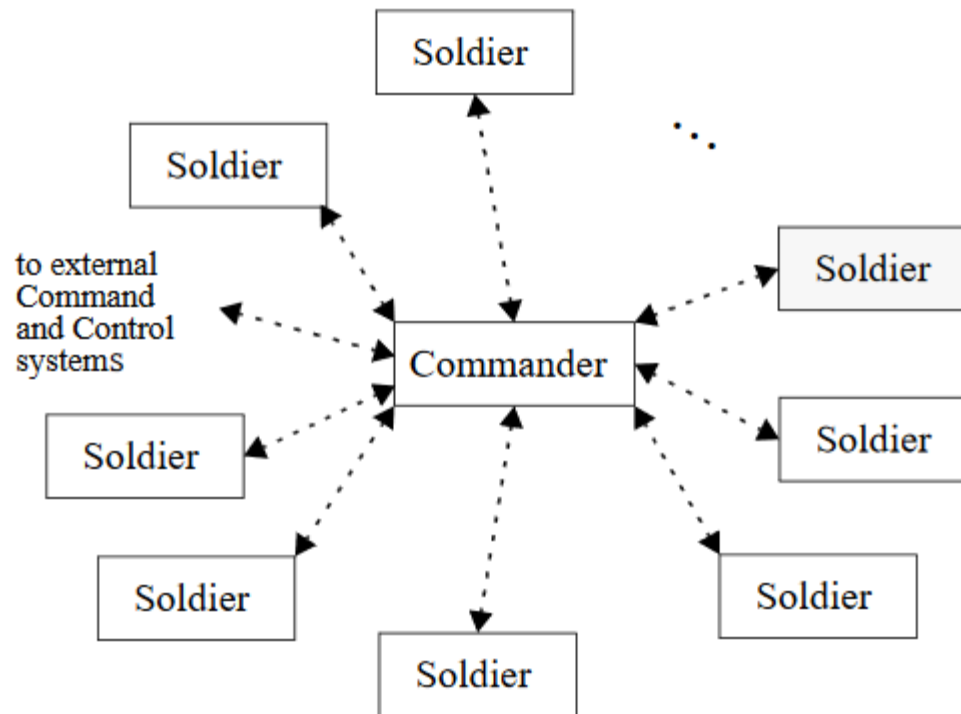 Soldier
. . .
Soldier
Soldier
to external
Command
and Control
systems
Commander
Soldier
Soldier
Soldier
Soldier
Soldier